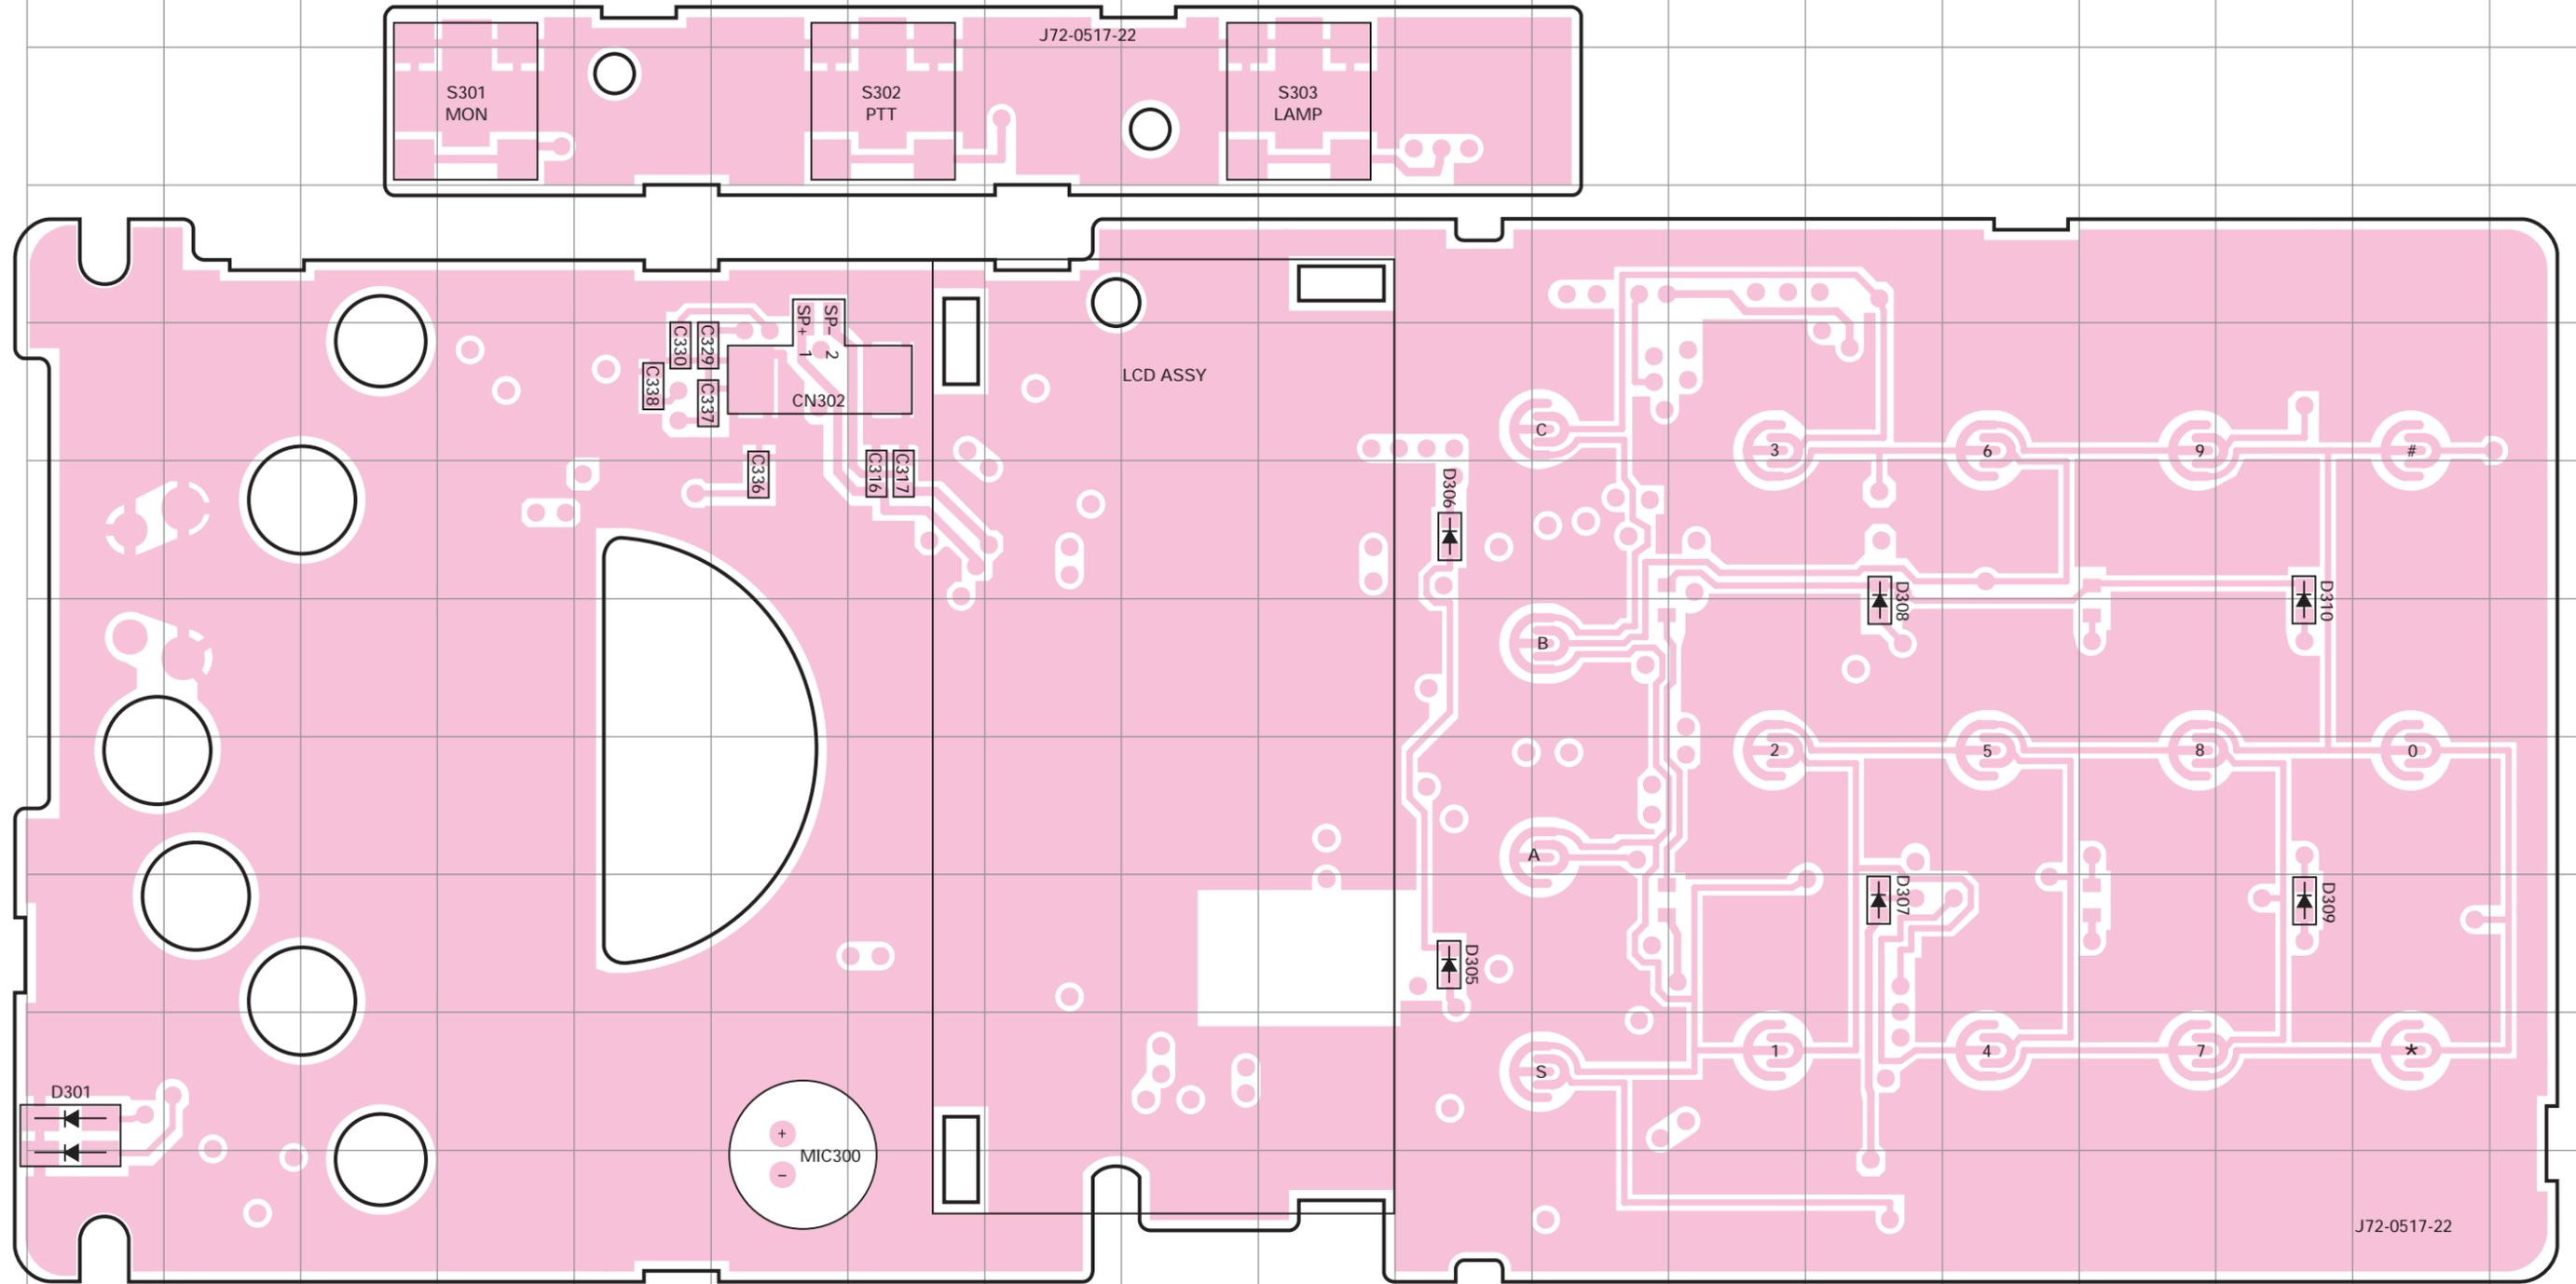 J72-0517-22
S301
MON
S302
PTT
S303
LAMP
SP+
SP–
1
2
C330
C329
C338
C337
CN302
C336
C316
C317
LCD ASSY
D306
C
3
6
9
#
D308
D310
B
2
5
8
0
A
D307
D309
D305
S
1
4
7
*
D301
+
MIC300
–
J72-0517-22